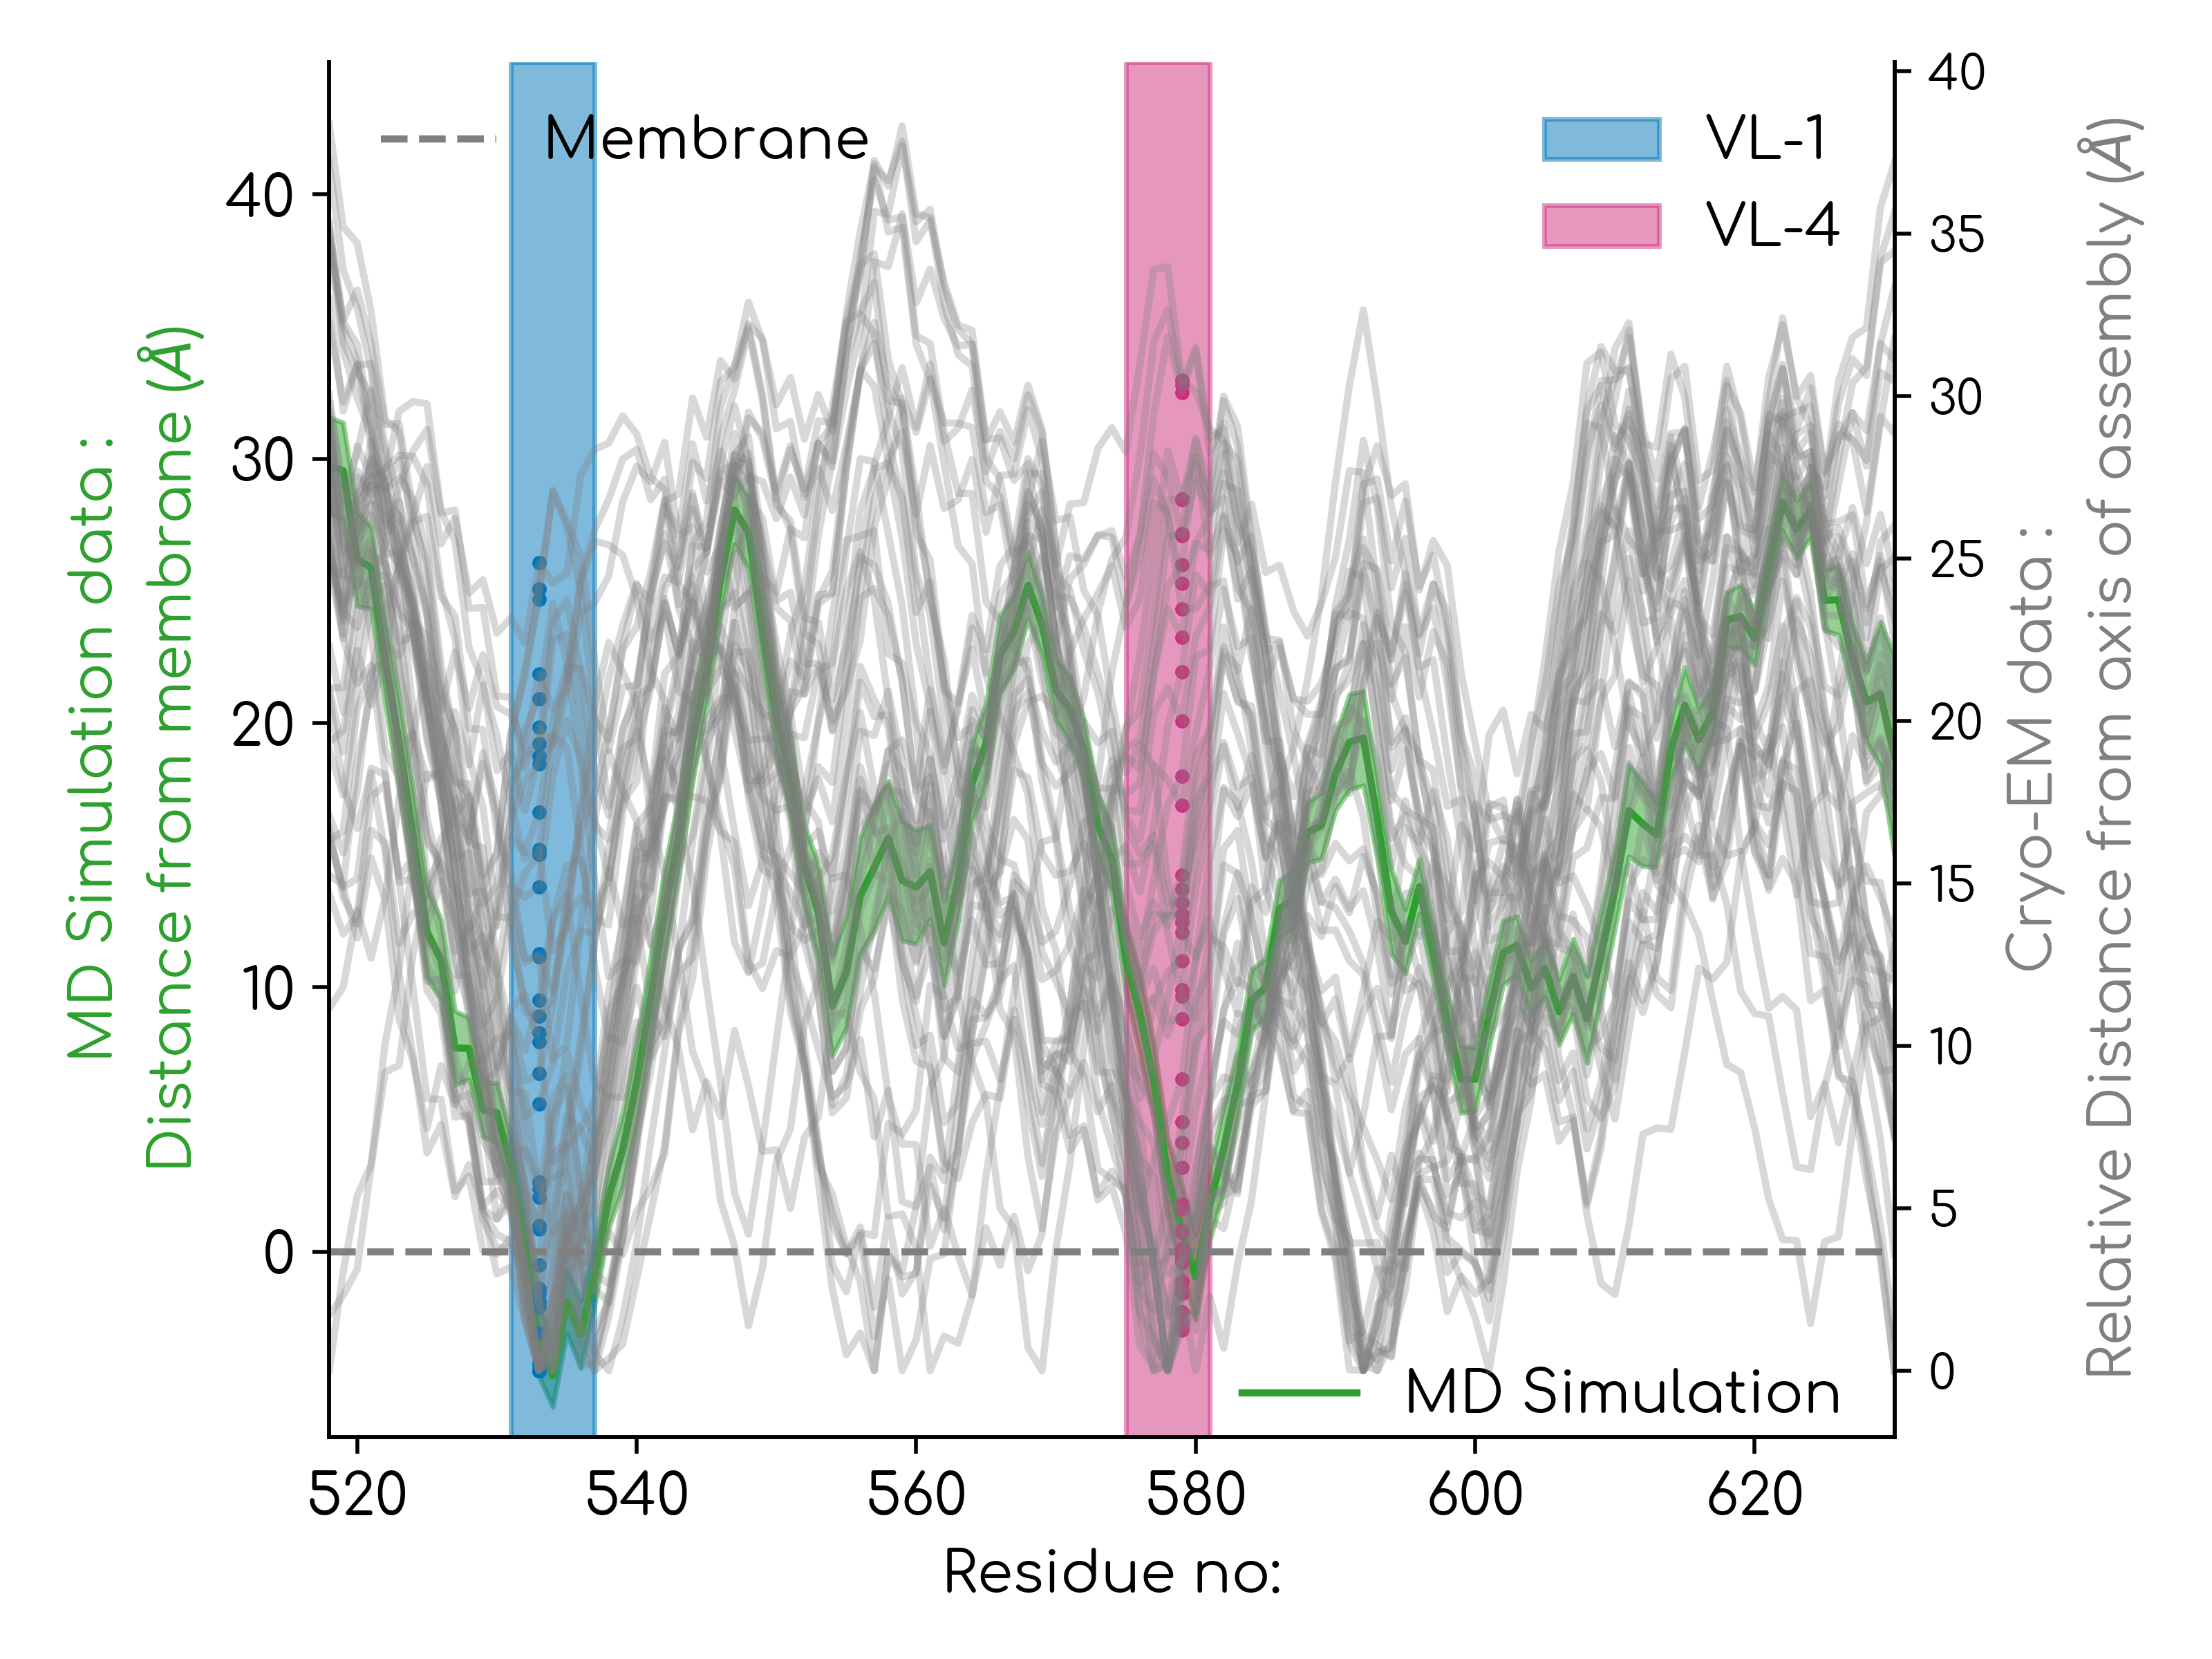 Membrane
VL-1
VL-4
MD Simulation
MD Simulation data :
Distance from membrane (Å)
40
30
20
10
0
Cryo-EM data :
Relative Distance from axis of assembly (Å)
40
35
30
25
20
15
10
5
0
520 540 560 580 600 620
Residue no: